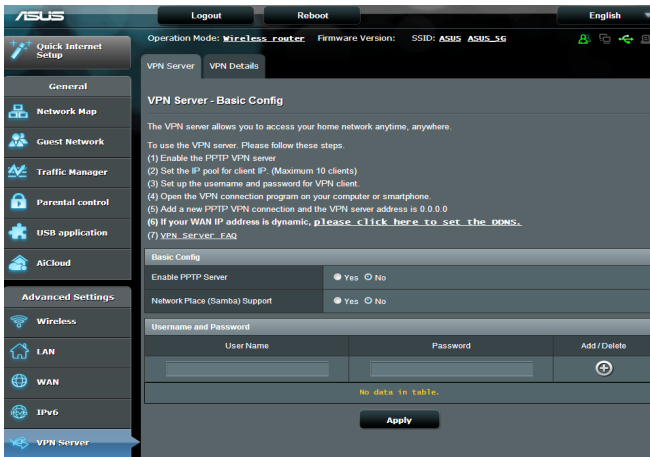 ASUS
Logout
Reboot
English
Quick Internet
Setup
Operation Mode: Wireless router Firmware Version: SSID: ASUS ASUS_5G
VPN Server
VPN Details
General
Network Map
Guest Network
Traffic Manager
Parental control
USB application
AiCloud
Advanced Settings
Wireless
LAN
WAN
IPv6
VPN Server
VPN Server - Basic Config
The VPN server allows you to access your home network anytime, anywhere.
To use the VPN server. Please follow these steps.
(1) Enable the PPTP VPN server
(2) Set the IP pool for client IP. (Maximum 10 clients)
(3) Set up the username and password for VPN client.
(4) Open the VPN connection program on your computer or smartphone.
(5) Add a new PPTP VPN connection and the VPN server address is 0.0.0.0
(6) If your WAN IP address is dynamic, please click here to set the DDNS.
(7) VPN Server FAQ
Basic Config
Enable PPTP Server Yes No
Network Place (Samba) Support Yes No
Username and Password
User Name Password Add / Delete
No data in table.
Apply